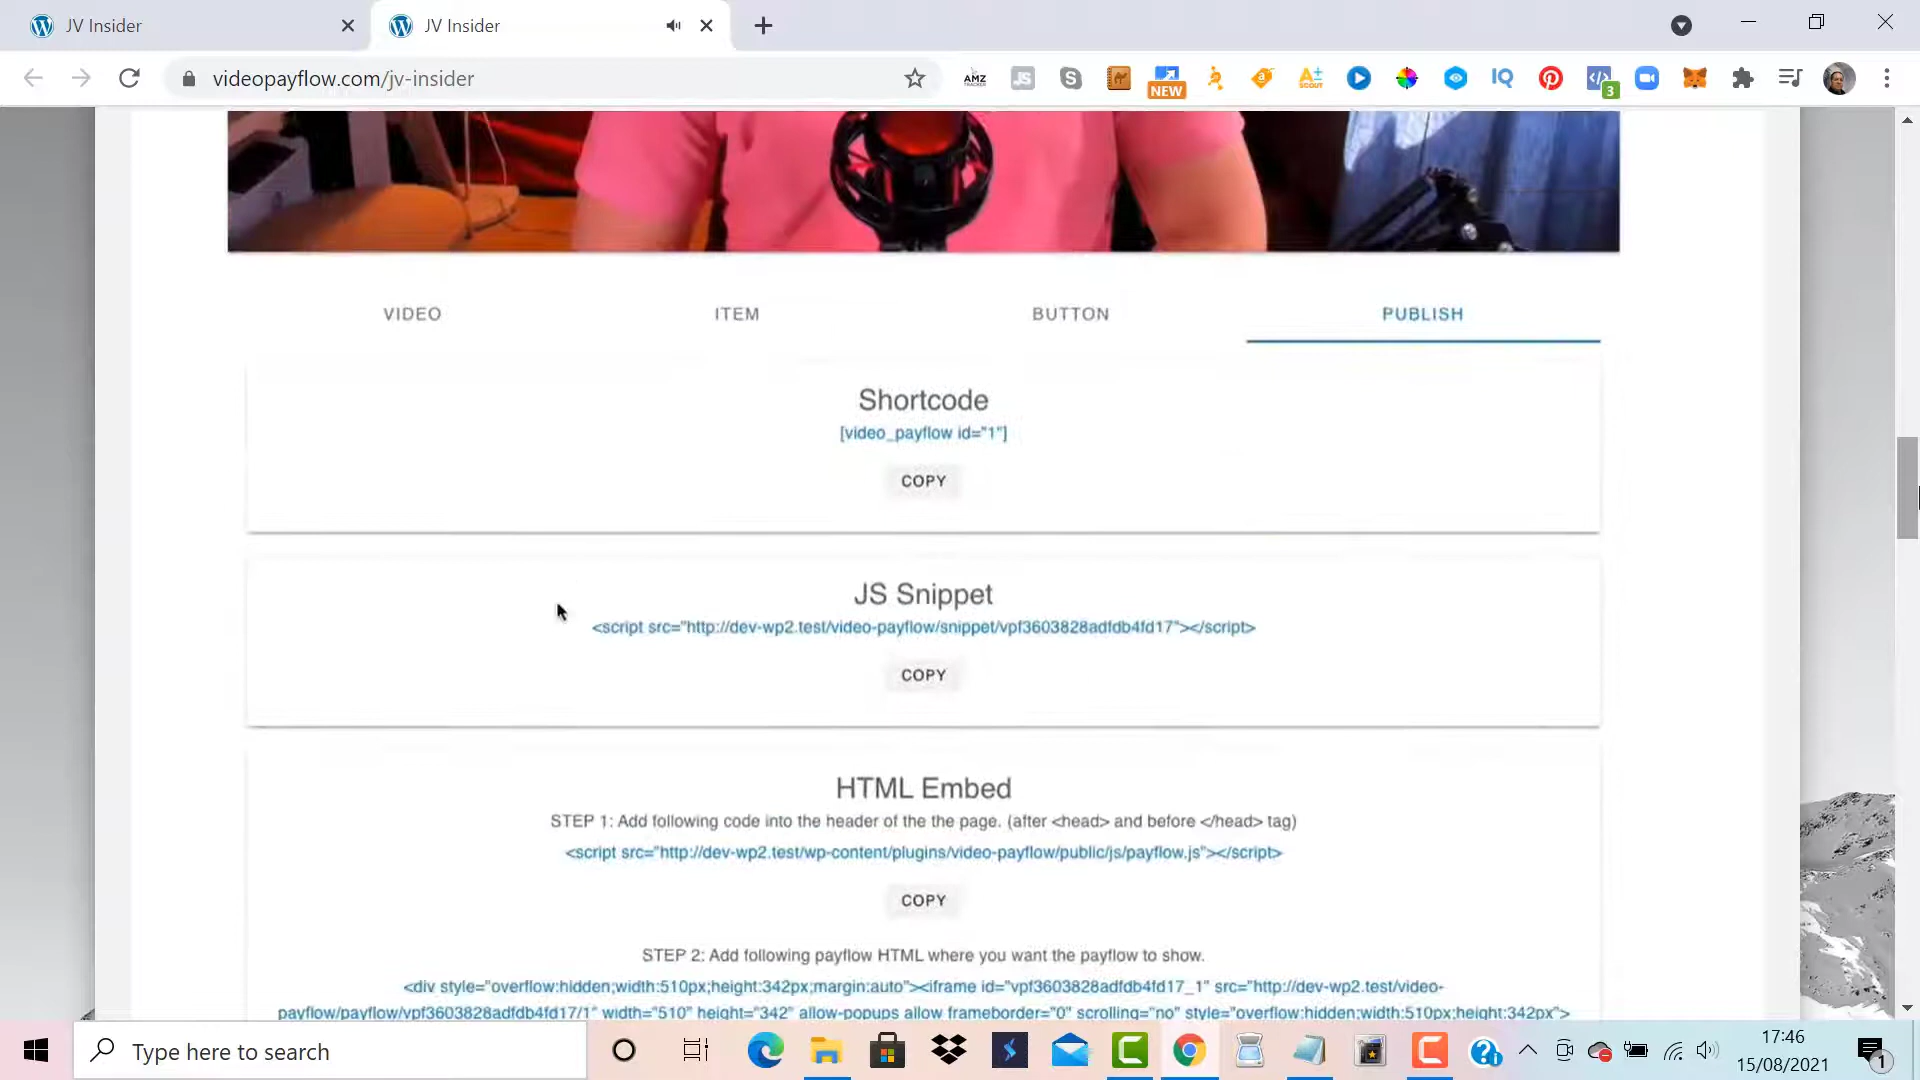 JV Insider
JV Insider
videopayflow.com/jv-insider
AMZ
TRACKER
JS
NEW
SCOUT
IQ
3
VIDEO
ITEM
BUTTON
PUBLISH
Shortcode
[video_payflow id="1"]
COPY
JS Snippet
<script src="http://dev-wp2.test/video-payflow/snippet/vpf3603828adfdb4fd17"></script>
COPY
HTML Embed
STEP 1: Add following code into the header of the the page. (after <head> and before </head> tag)
<script src="http://dev-wp2.test/wp-content/plugins/video-payflow/public/js/payflow.js"></script>
COPY
STEP 2: Add following payflow HTML where you want the payflow to show.
<div style="overflow:hidden;width:510px;height:342px;margin:auto"><iframe id="vpf3603828adfdb4fd17_1" src="http://dev-wp2.test/video-
payflow/payflow/vpf3603828adfdb4fd17/1" width="510" height="342" allow-popups allow frameborder="0" scrolling="no" style="overflow:hidden;width:510px;height:342px">
Type here to search
17:46
15/08/2021
1